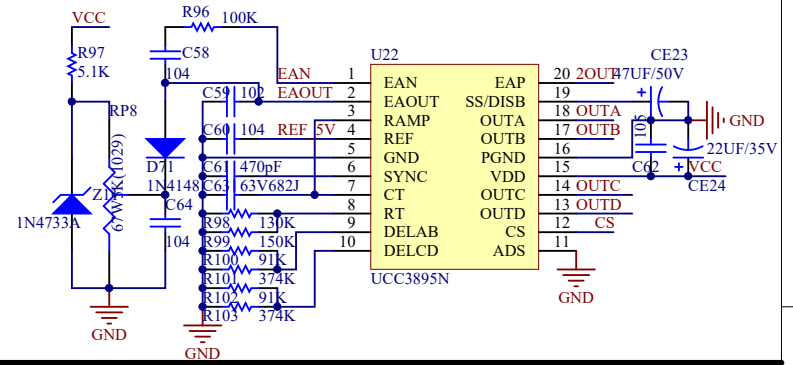 VCC
R96
100K
R97
5.1K
C58
104
RP8
67W5K(1029)
D71
1N4148
Z1
1N4733A
C64
104
GND
C59
102
C60
104
C61
470pF
C63
63V682J
R98
130K
R99
150K
R100
91K
R101
374K
R102
91K
R103
374K
GND
EAN
EAOUT
REF 5V
U22
1
EAN
2
EAOUT
3
RAMP
4
REF
5
GND
6
SYNC
7
CT
8
RT
9
DELAB
10
DELCD
EAP
20
2OUT
SS/DISB
19
OUTA
18
OUTA
OUTB
17
OUTB
PGND
16
VDD
15
OUTC
14
OUTC
OUTD
13
OUTD
CS
12
CS
ADS
11
UCC3895N
GND
CE23
47UF/50V
+
105
C62
GND
22UF/35V
+
VCC
CE24